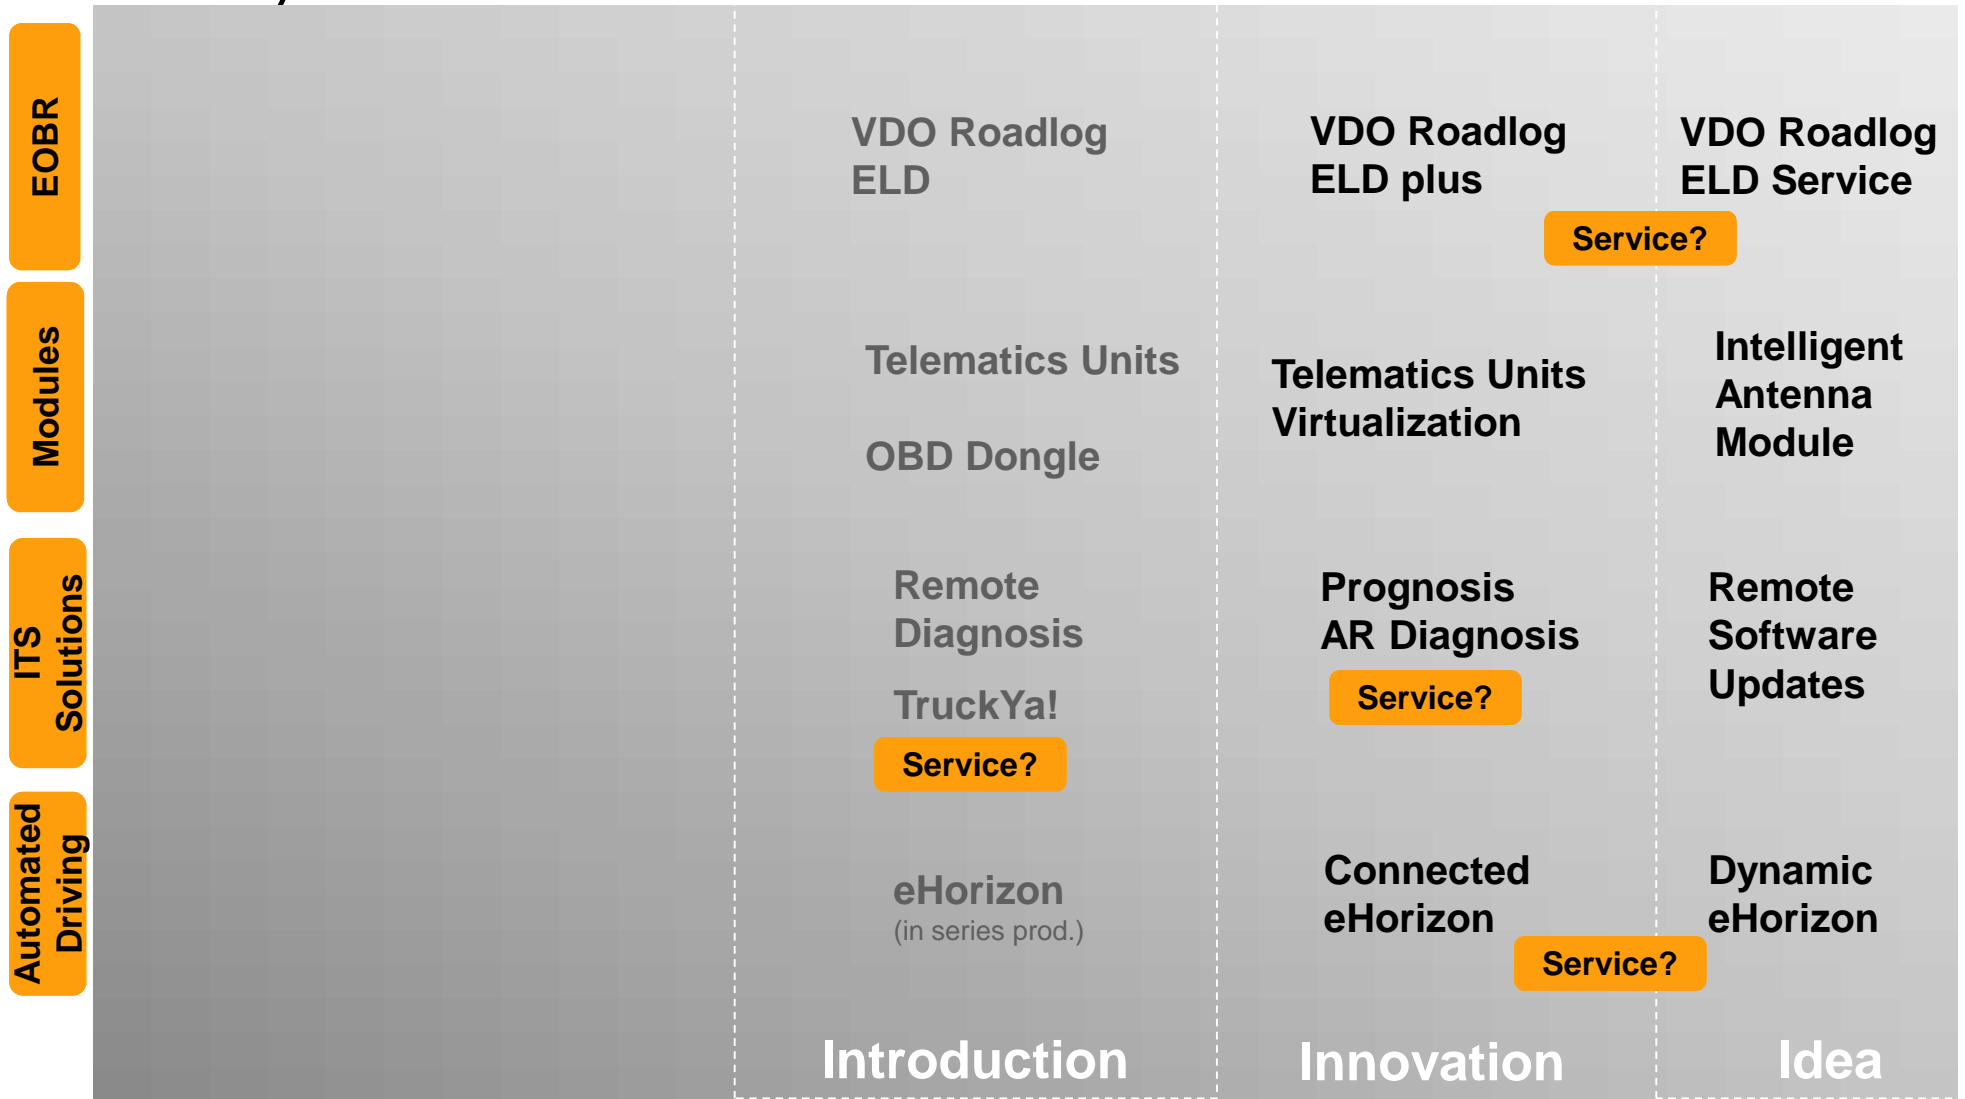 EOBR
VDO Roadlog
ELD
VDO Roadlog
ELD plus
VDO Roadlog
ELD Service
Service?
Modules
Telematics Units
OBD Dongle
Telematics Units
Virtualization
Intelligent
Antenna
Module
ITS
Solutions
Remote
Diagnosis
TruckYa!
Service?
Prognosis
AR Diagnosis
Service?
Remote
Software
Updates
Automated
Driving
eHorizon
(in series prod.)
Connected
eHorizon
Dynamic
eHorizon
Service?
Introduction
Innovation
Idea